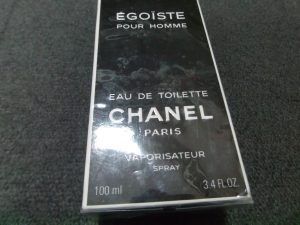 ÉGOÏSTE
POUR HOMME
EAU DE TOILETTE
CHANEL
PARIS
VAPORISATEUR
SPRAY
100 ml 3.4 FL.OZ.